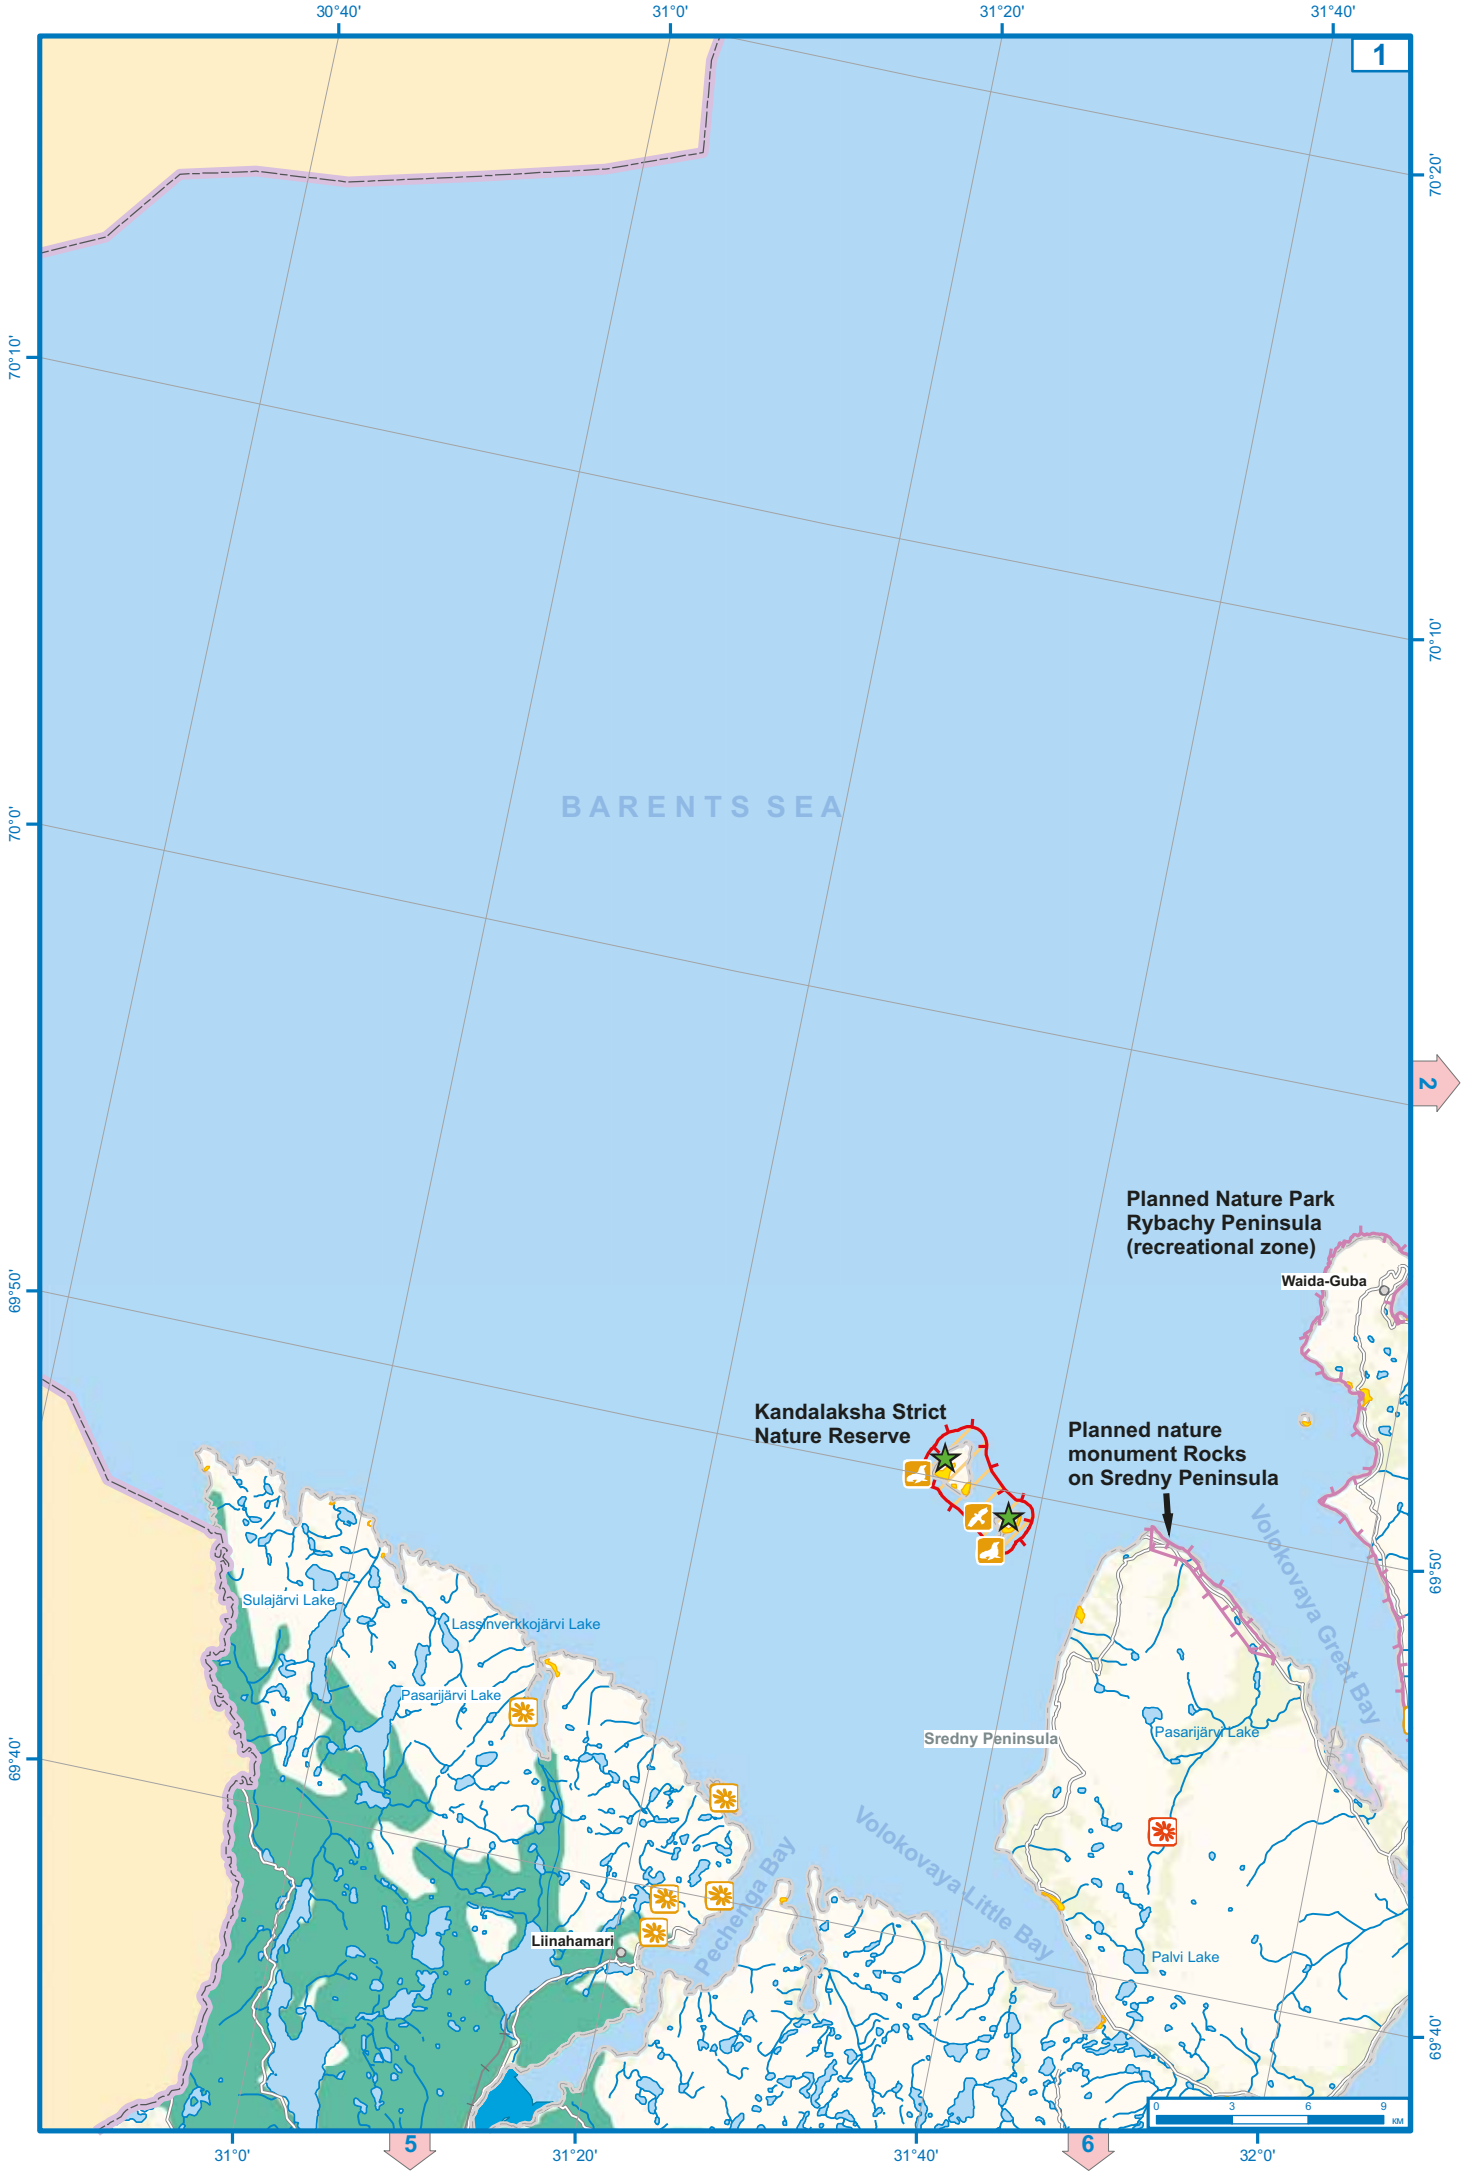 30°40'
31°0'
31°20'
31°40'
1
70°20'
70°10'
70°10'
70°0'
BARENTS SEA
2
Planned Nature Park
Rybachy Peninsula
(recreational zone)
Waida-Guba
69°50'
Kandalaksha Strict
Nature Reserve
Planned nature
monument Rocks
on Sredny Peninsula
69°50'
Volokovaya Great Bay
Sulajärvi Lake
Lassinverkkojärvi Lake
Pasarijärvi Lake
Sredny Peninsula
Pasarijärvi Lake
69°40'
Volokovaya Little Bay
Pechenga Bay
Liinahamari
Palvi Lake
69°40'
0 3 6 9
км
31°0'
5
31°20'
31°40'
6
32°0'